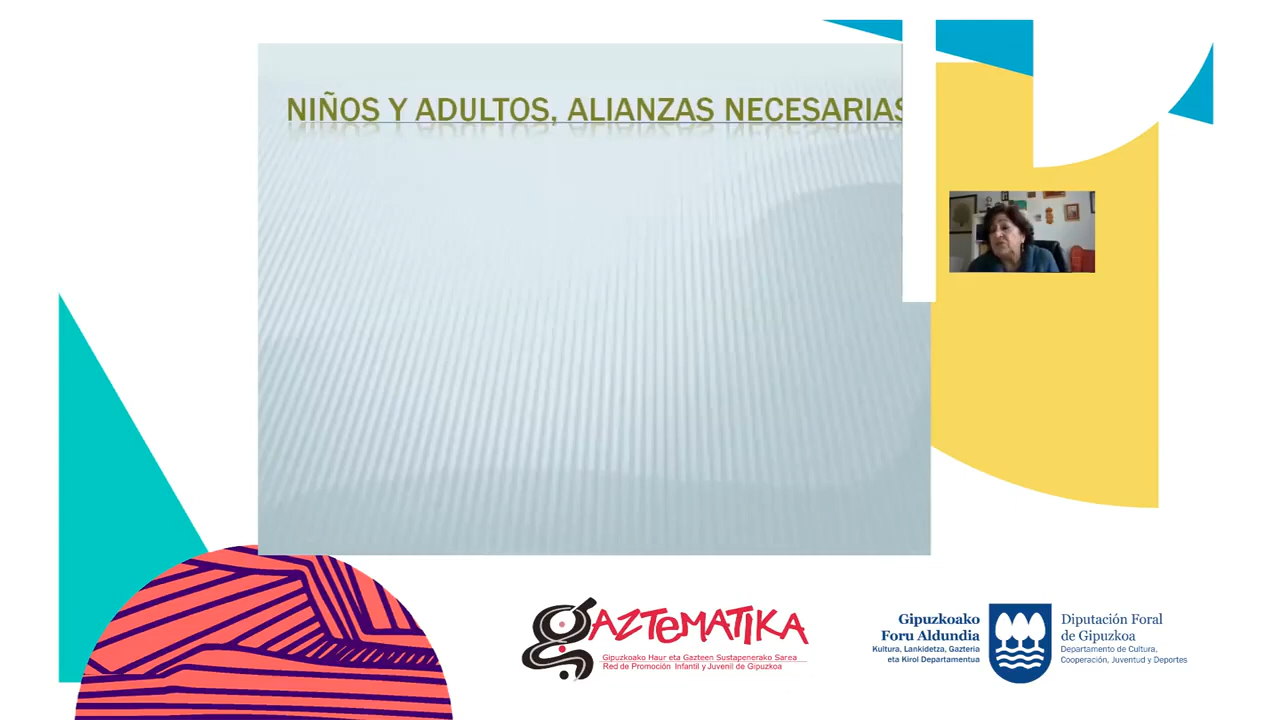 NIÑOS Y ADULTOS, ALIANZAS NECESARIAS
GAZTEMATIKA
Gipuzkoako Haur eta Gazteen Sustapenerako Sarea
Red de Promoción Infantil y Juvenil de Gipuzkoa
Gipuzkoako
Foru Aldundia
Kultura, Lankidetza, Gazteria
eta Kirol Departamentua
Diputación Foral
de Gipuzkoa
Departamento de Cultura,
Cooperación, Juventud y Deportes